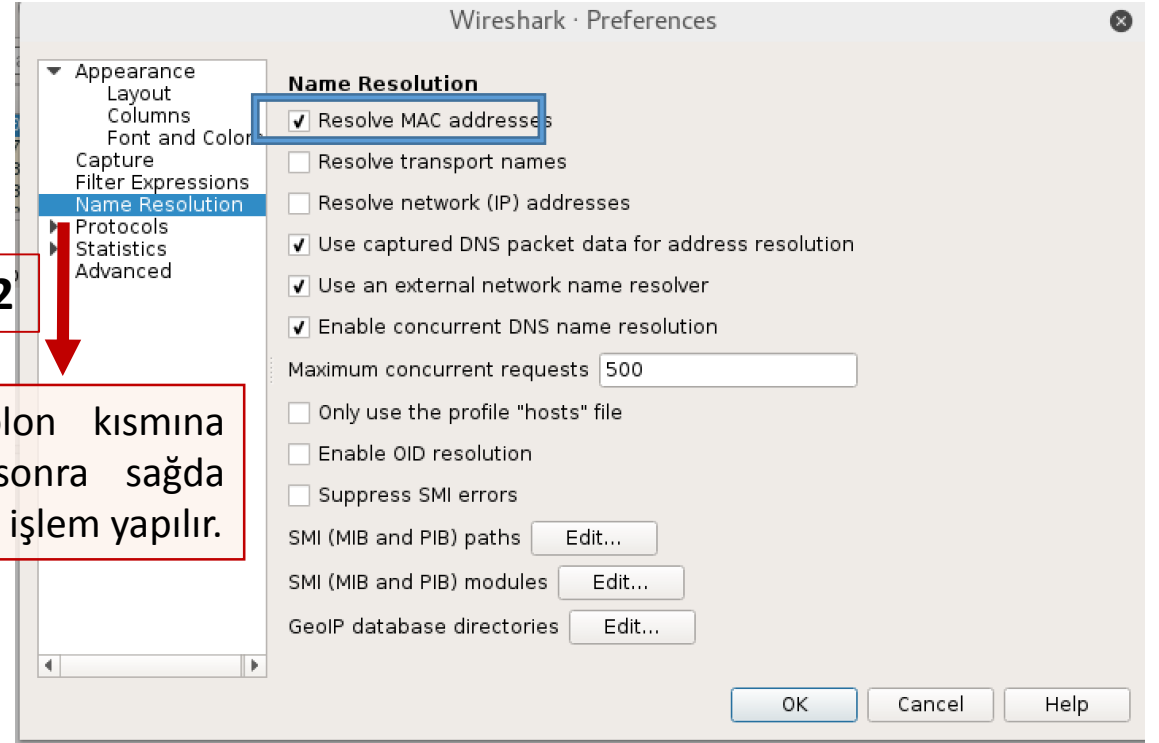 Wireshark · Preferences
Appearance
Layout
Columns
Font and Colors
Capture
Filter Expressions
Name Resolution
Protocols
Statistics
Advanced
2
kısmına
sonra sağda
işlem yapılır.
Name Resolution
Resolve MAC addresses
Resolve transport names
Resolve network (IP) addresses
Use captured DNS packet data for address resolution
Use an external network name resolver
Enable concurrent DNS name resolution
Maximum concurrent requests 500
Only use the profile "hosts" file
Enable OID resolution
Suppress SMI errors
SMI (MIB and PIB) paths Edit...
SMI (MIB and PIB) modules Edit...
GeoIP database directories Edit...
OK Cancel Help